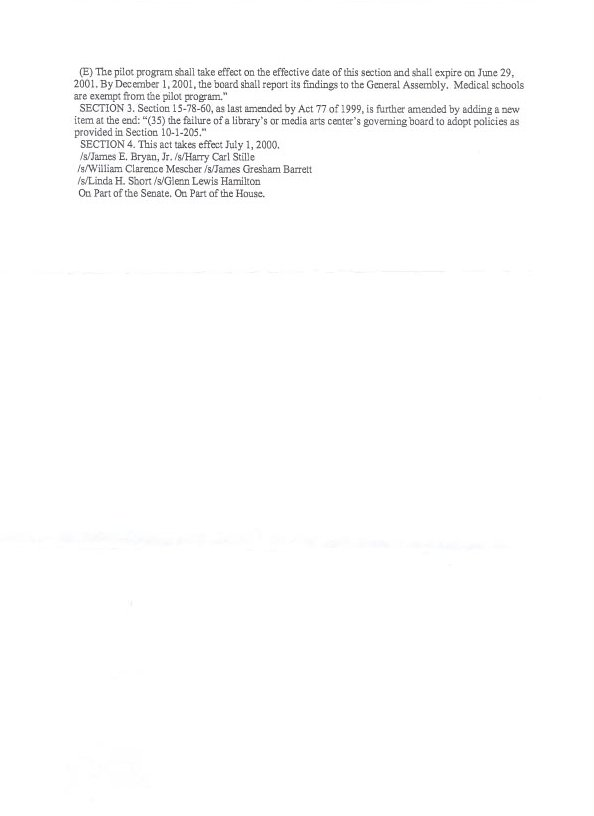 (E) The pilot program shall take effect on the effective date of this section and shall expire on June 29,
2001. By December 1, 2001, the board shall report its findings to the General Assembly. Medical schools
are exempt from the pilot program."
SECTION 3. Section 15-78-60, as last amended by Act 77 of 1999, is further amended by adding a new
item at the end: "(35) the failure of a library's or media arts center's governing board to adopt policies as
provided in Section 10-1-205."
SECTION 4. This act takes effect July 1, 2000.
/s/James E. Bryan, Jr. /s/Harry Carl Stille
/s/William Clarence Mescher /s/James Gresham Barrett
/s/Linda H. Short /s/Glenn Lewis Hamilton
On Part of the Senate. On Part of the House.